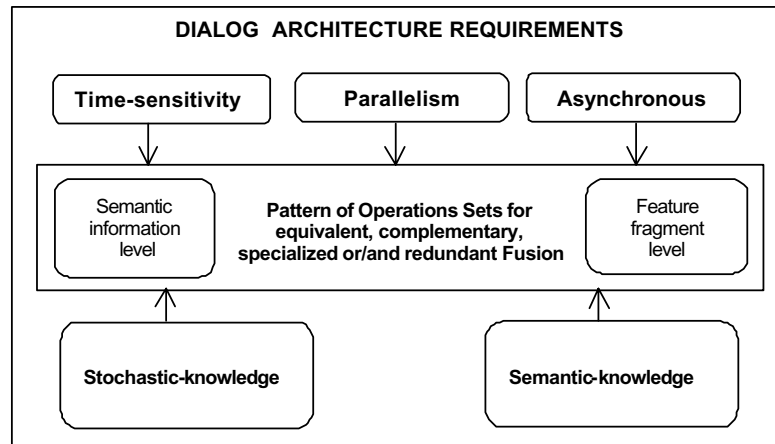 DIALOG ARCHITECTURE REQUIREMENTS
Time-sensitivity
Parallelism
Asynchronous
Semantic
information
level
Pattern of Operations Sets for
equivalent, complementary,
specialized or/and redundant Fusion
Feature
fragment
level
Stochastic-knowledge
Semantic-knowledge